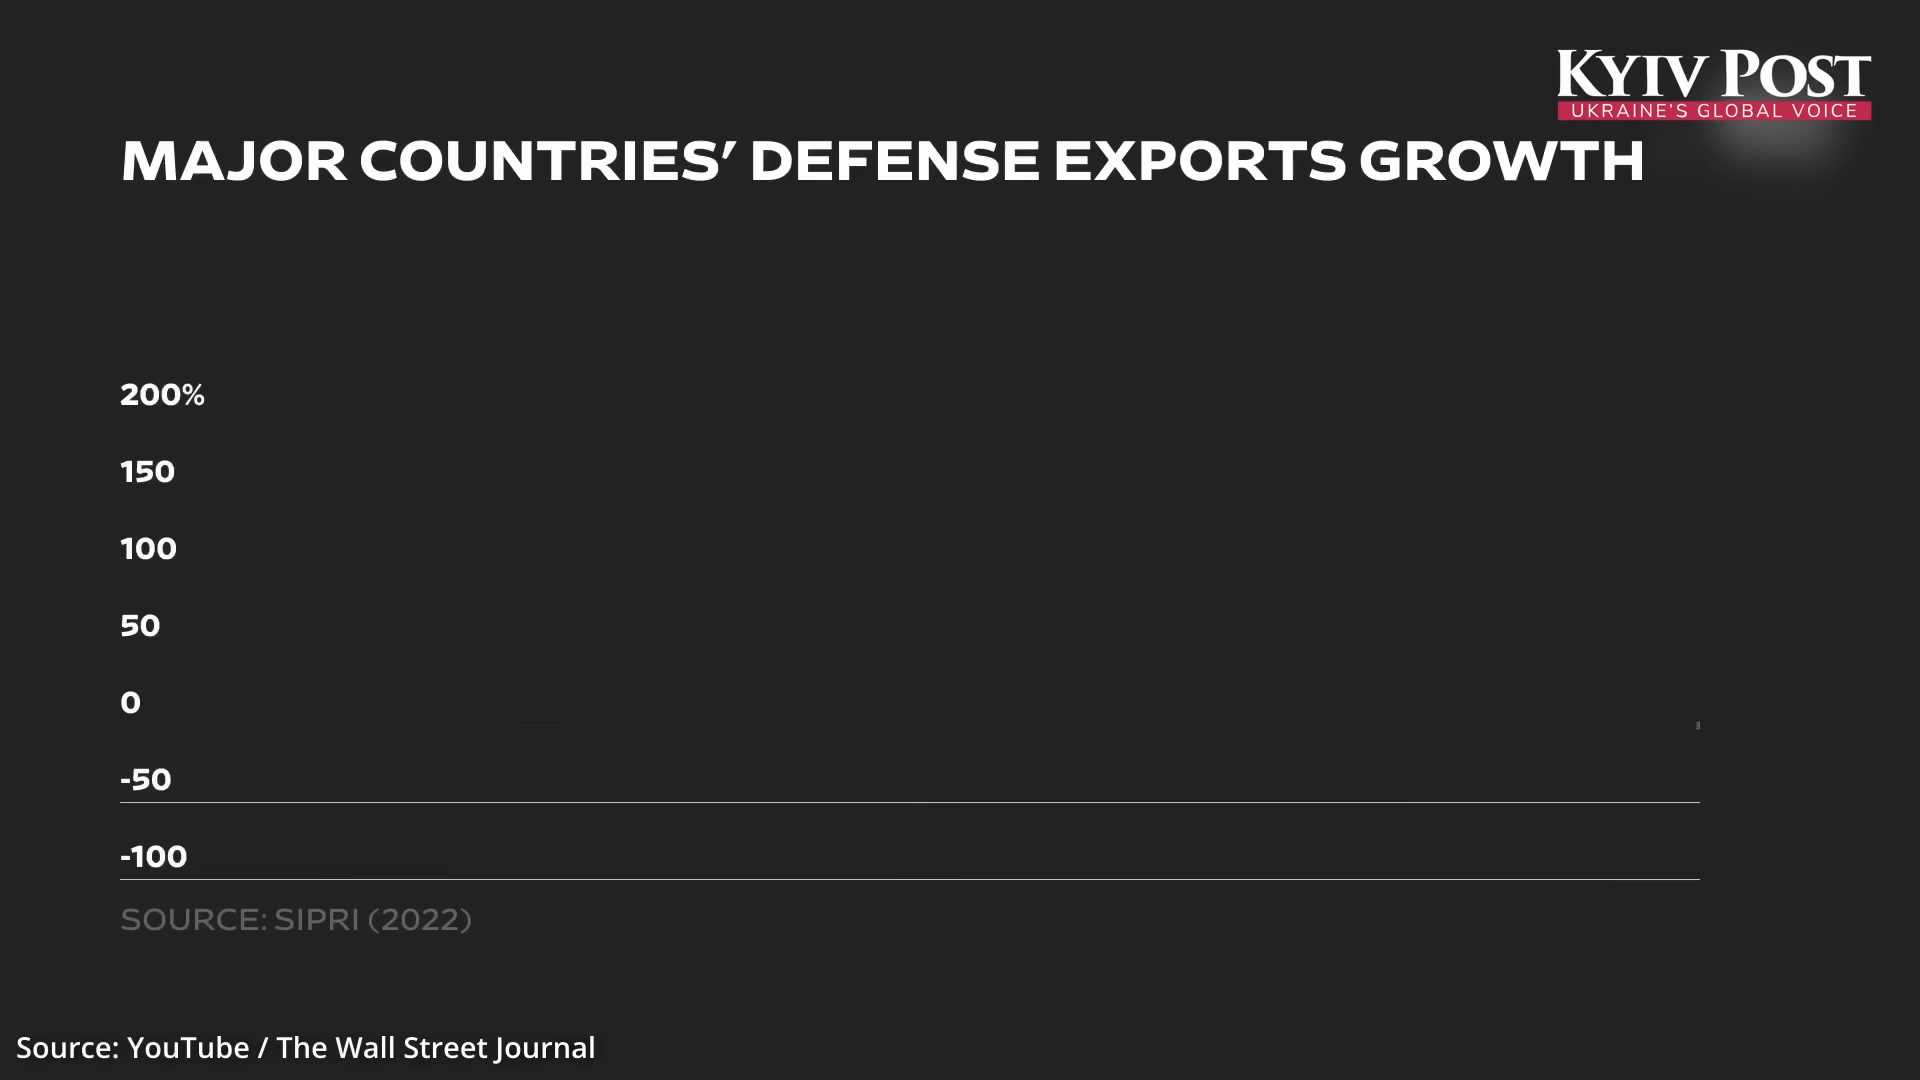 KYIV POST
UKRAINE'S GLOBAL VOICE
MAJOR COUNTRIES' DEFENSE EXPORTS GROWTH
200%
150
100
50
0
-50
-100
SOURCE: SIPRI (2022)
Source: YouTube / The Wall Street Journal